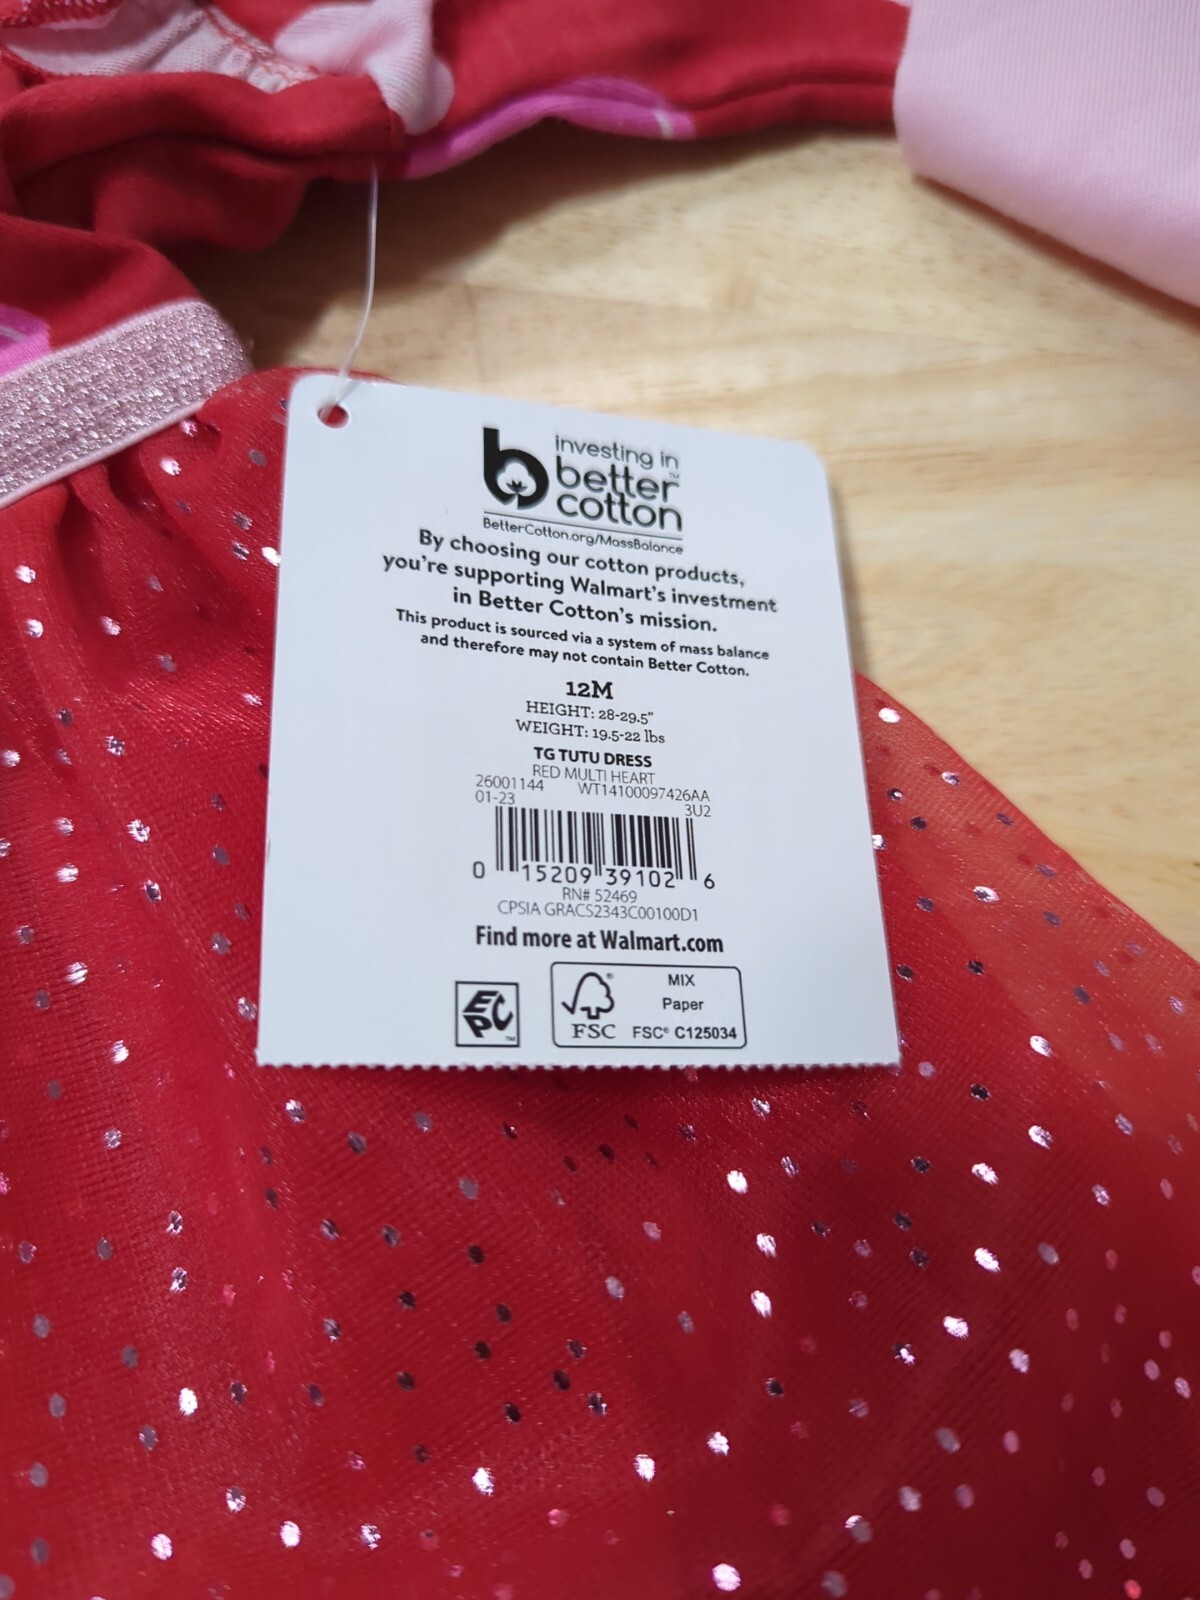 investing in
better™
cotton
BetterCotton.org/MassBalance
By choosing our cotton products,
you're supporting Walmart's investment
in Better Cotton's mission.
This product is sourced via a system of mass balance
and therefore may not contain Better Cotton.
12M
HEIGHT: 28-29.5"
WEIGHT: 19.5-22 lbs
TG TUTU DRESS
RED MULTI HEART
26001144 WT14100097426AA
01-23 3U2
0 15209 39102 6
RN# 52469
CPSIA GRACS2343C00100D1
Find more at Walmart.com
EPC™
FSC®
MIX
Paper
FSC® C125034